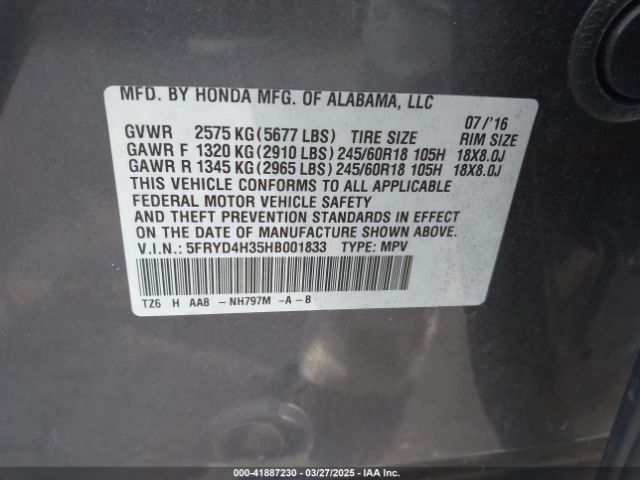 MFD. BY HONDA MFG. OF ALABAMA, LLC
07/'16
GVWR 2575 KG (5677 LBS) TIRE SIZE RIM SIZE
GAWR F 1320 KG (2910 LBS) 245/60R18 105H 18X8.0J
GAWR R 1345 KG (2965 LBS) 245/60R18 105H 18X8.0J
THIS VEHICLE CONFORMS TO ALL APPLICABLE
FEDERAL MOTOR VEHICLE SAFETY
AND THEFT PREVENTION STANDARDS IN EFFECT
ON THE DATE OF MANUFACTURE SHOWN ABOVE.
V.I.N.: 5FRYD4H35HB001833 TYPE: MPV
TZ6 H AA8 - NH797M -A - B
000-41887230 — 03/27/2025 — IAA Inc.